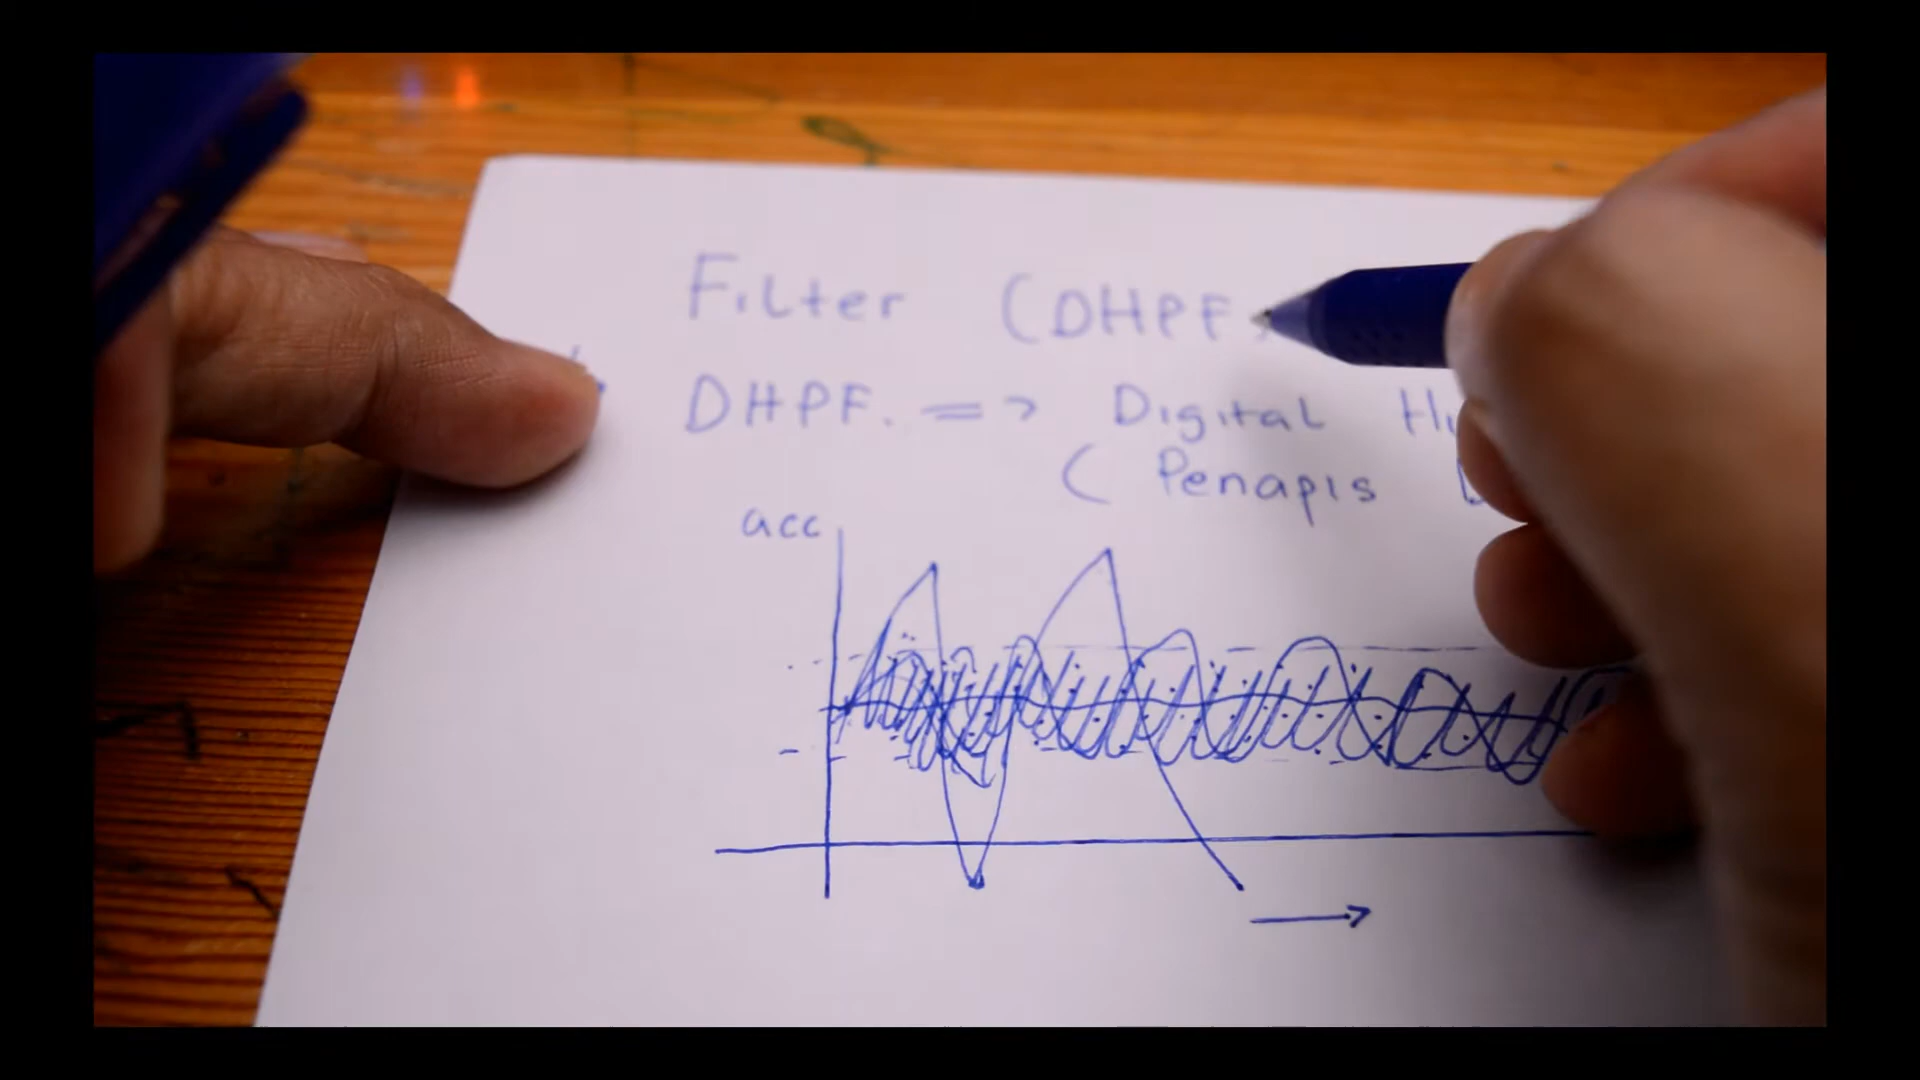 Filter (DHPF)
DHPF. => Digital
( Penapis
acc